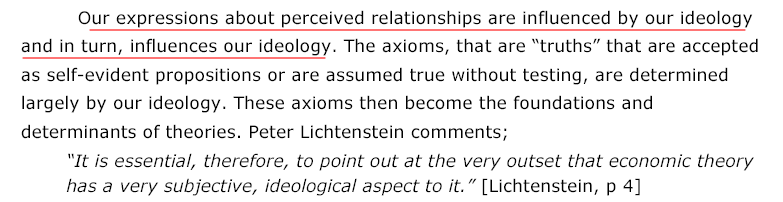 Our expressions about perceived relationships are influenced by our ideology
and in turn, influences our ideology. The axioms, that are “truths” that are accepted
as self-evident propositions or are assumed true without testing, are determined
largely by our ideology. These axioms then become the foundations and
determinants of theories. Peter Lichtenstein comments;
“It is essential, therefore, to point out at the very outset that economic theory
has a very subjective, ideological aspect to it.” [Lichtenstein, p 4]